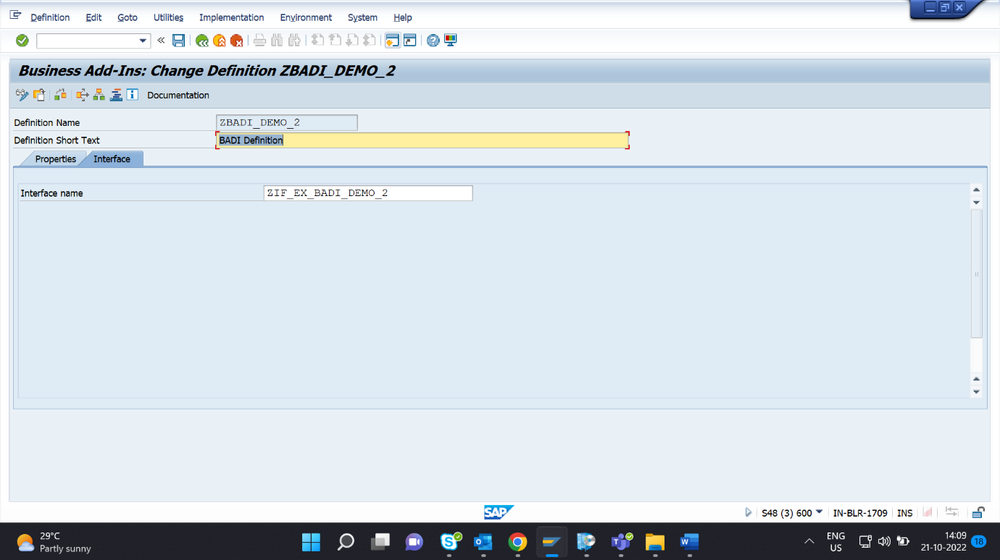 Definition Edit Goto Utilities Implementation Environment System Help
Business Add-Ins: Change Definition ZBADI_DEMO_2
Documentation
Definition Name ZBADI_DEMO_2
Definition Short Text BADI Definition
Properties Interface
Interface name ZIF_EX_BADI_DEMO_2
SAP S48 (3) 600 IN-BLR-1709 INS
29°C
Partly sunny
ENG
US
14:09
21-10-2022
18